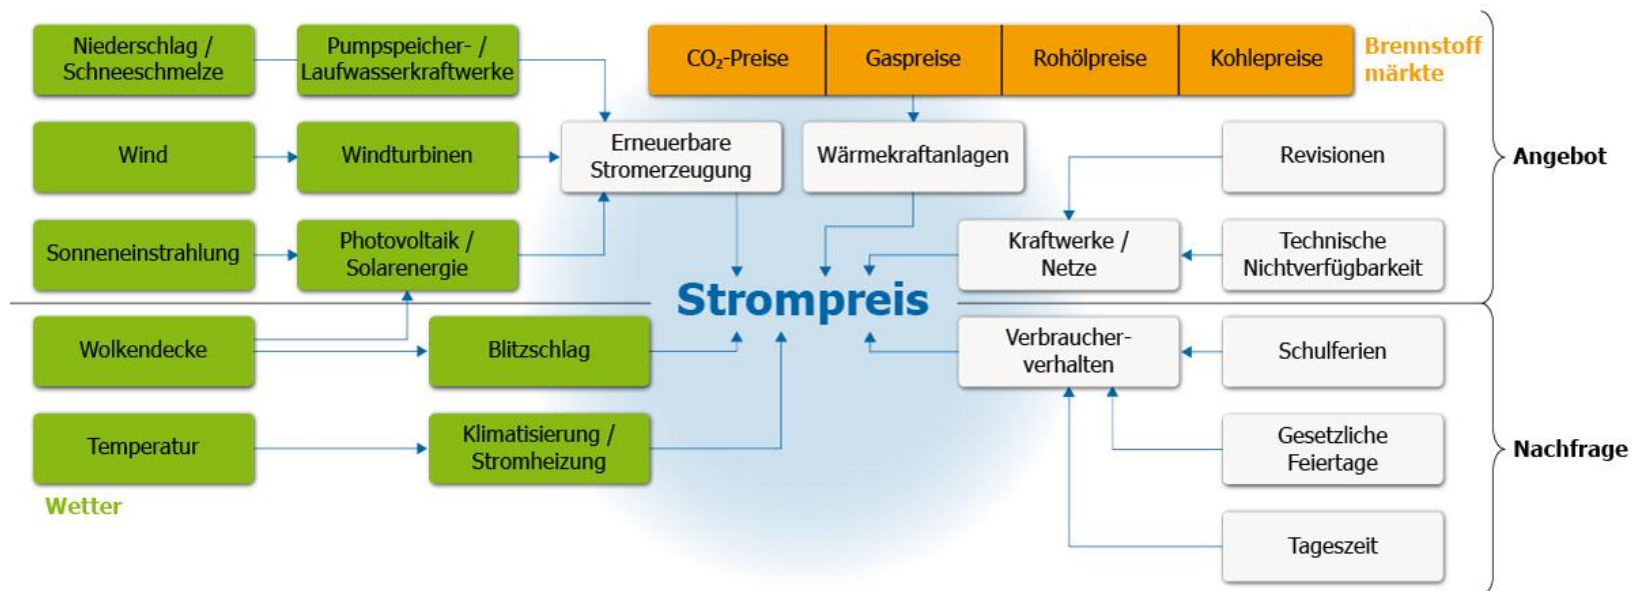 Niederschlag /
Schneeschmelze
Pumpspeicher- /
Laufwasserkraftwerke
CO₂-Preise
Gaspreise
Rohölpreise
Kohlepreise
Brennstoff
märkte
Wind
Windturbinen
Erneuerbare
Stromerzeugung
Wärmekraftanlagen
Revisionen
Angebot
Sonneneinstrahlung
Photovoltaik /
Solarenergie
Kraftwerke /
Netze
Technische
Nichtverfügbarkeit
Strompreis
Wolkendecke
Blitzschlag
Verbraucher-
verhalten
Schulferien
Temperatur
Klimatisierung /
Stromheizung
Gesetzliche
Feiertage
Nachfrage
Wetter
Tageszeit